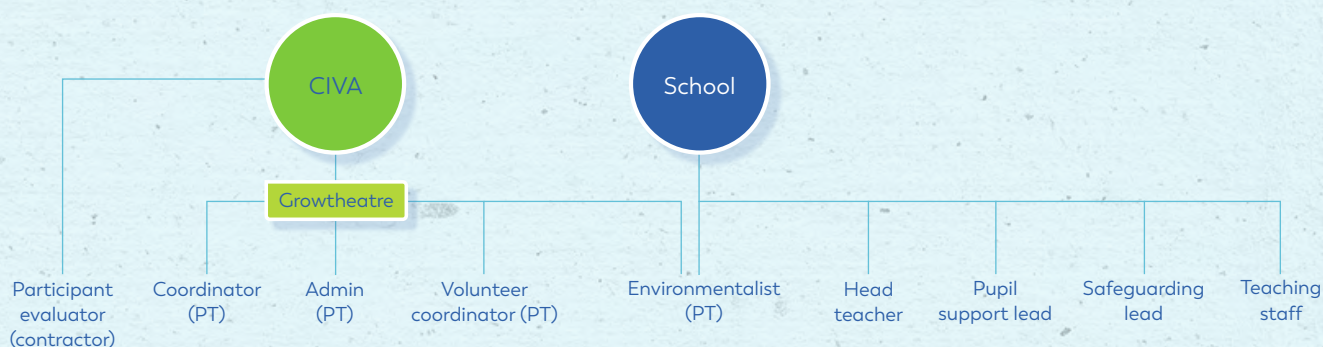 CIVA
School
Growtheatre
Participant
evaluator
(contractor)
Coordinator
(PT)
Admin
(PT)
Volunteer
coordinator (PT)
Environmentalist
(PT)
Head
teacher
Pupil
support lead
Safeguarding
lead
Teaching
staff